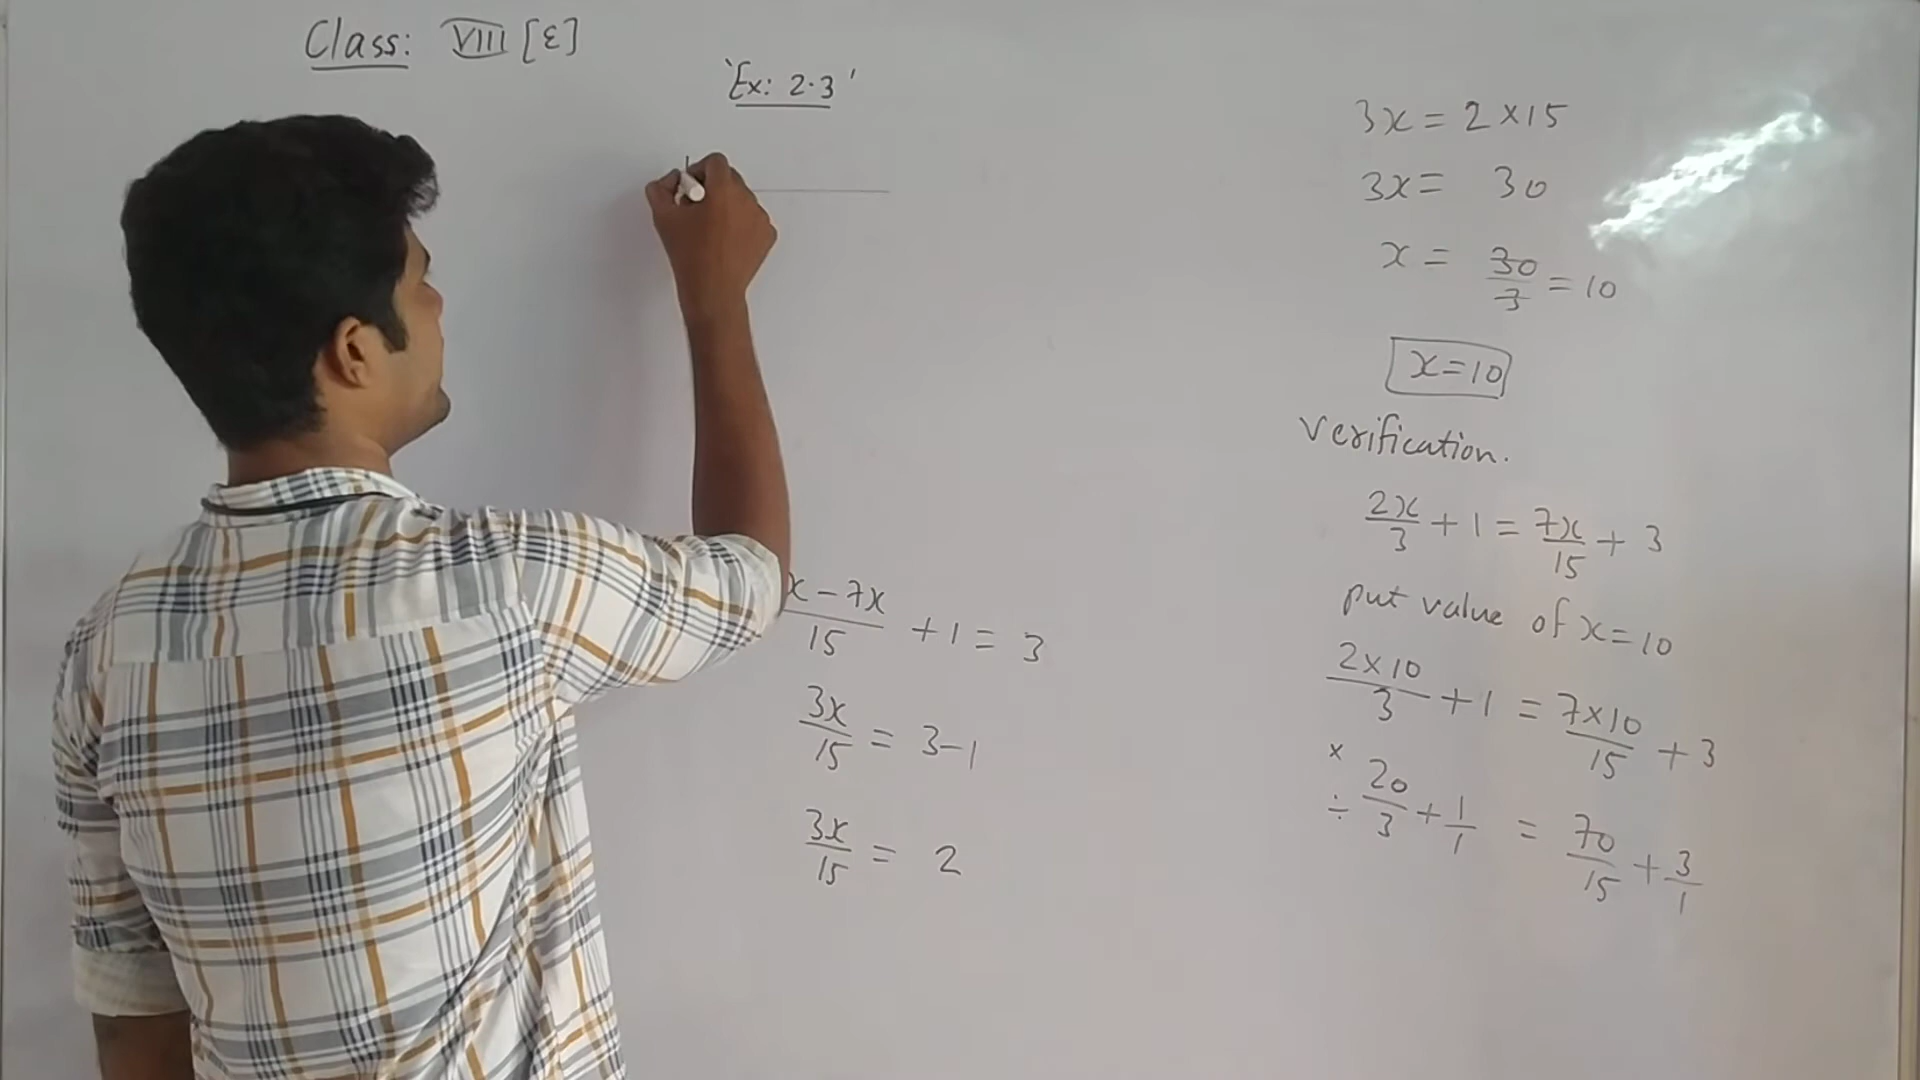 Class: VIII [E]
'Ex: 2.3'
x - 7x / 15 + 1 = 3
3x/15 = 3-1
3x/15 = 2
3x = 2 × 15
3x = 30
x = 30/3 = 10
x = 10
Verification.
2x/3 + 1 = 7x/15 + 3
put value of x = 10
2 × 10 / 3 + 1 = 7 × 10 / 15 + 3
×
÷ 20/3 + 1/1 = 70/15 + 3/1